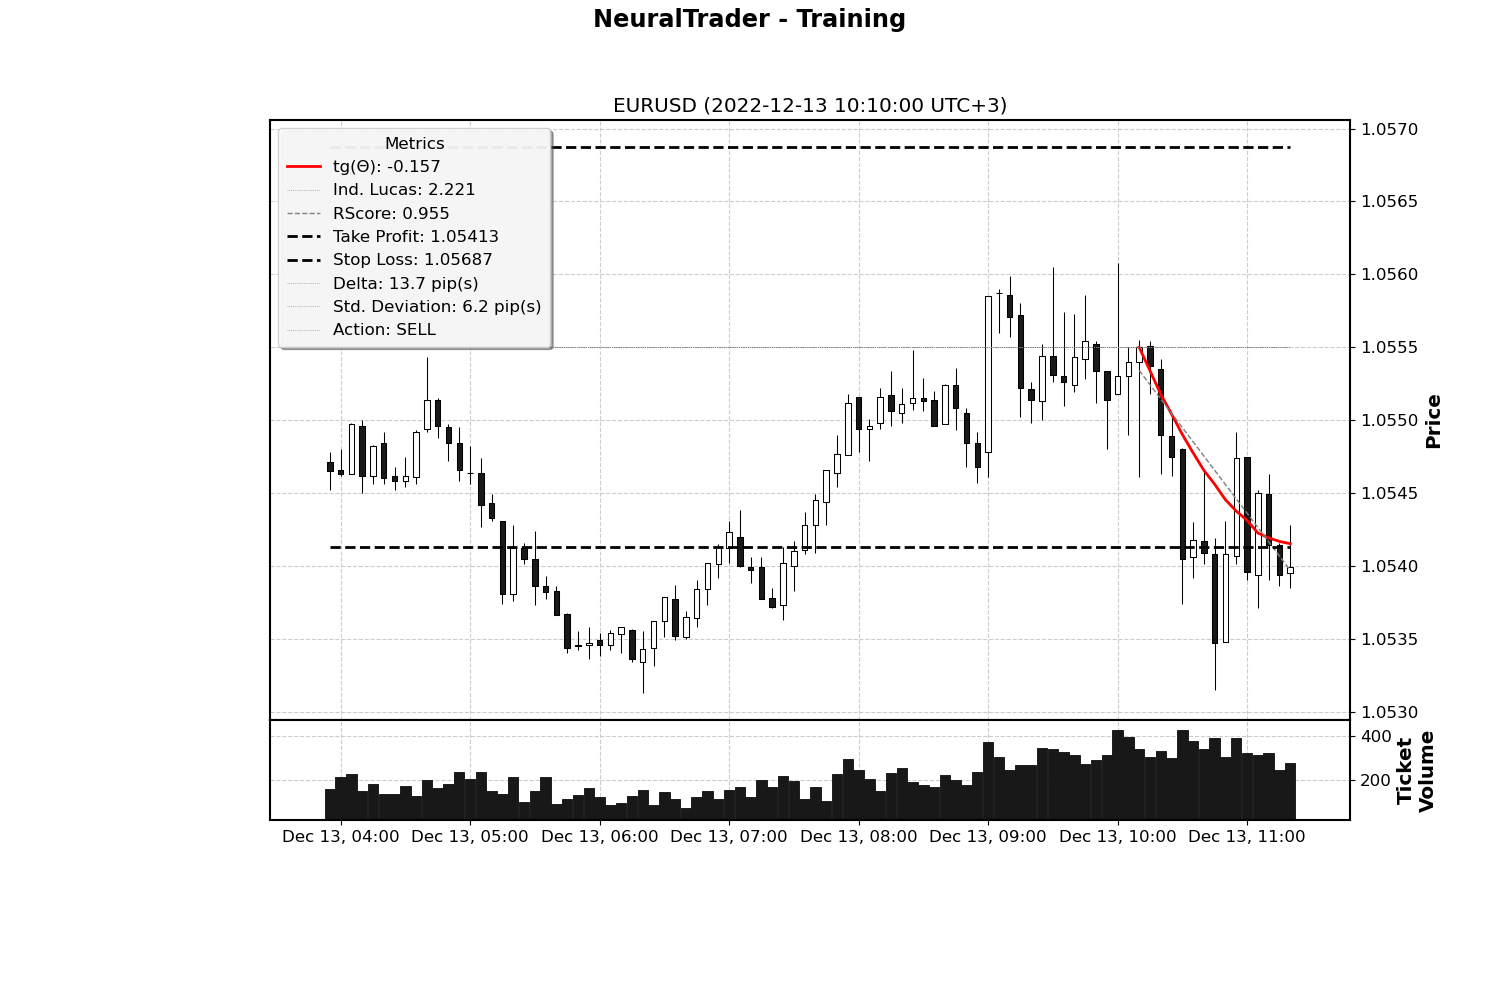 NeuralTrader - Training
EURUSD (2022-12-13 10:10:00 UTC+3)
Metrics
tg(Θ): -0.157
Ind. Lucas: 2.221
RScore: 0.955
Take Profit: 1.05413
Stop Loss: 1.05687
Delta: 13.7 pip(s)
Std. Deviation: 6.2 pip(s)
Action: SELL
1.0570
1.0565
1.0560
1.0555
1.0550
1.0545
1.0540
1.0535
1.0530
Price
400
200
Ticket
Volume
Dec 13, 04:00
Dec 13, 05:00
Dec 13, 06:00
Dec 13, 07:00
Dec 13, 08:00
Dec 13, 09:00
Dec 13, 10:00
Dec 13, 11:00